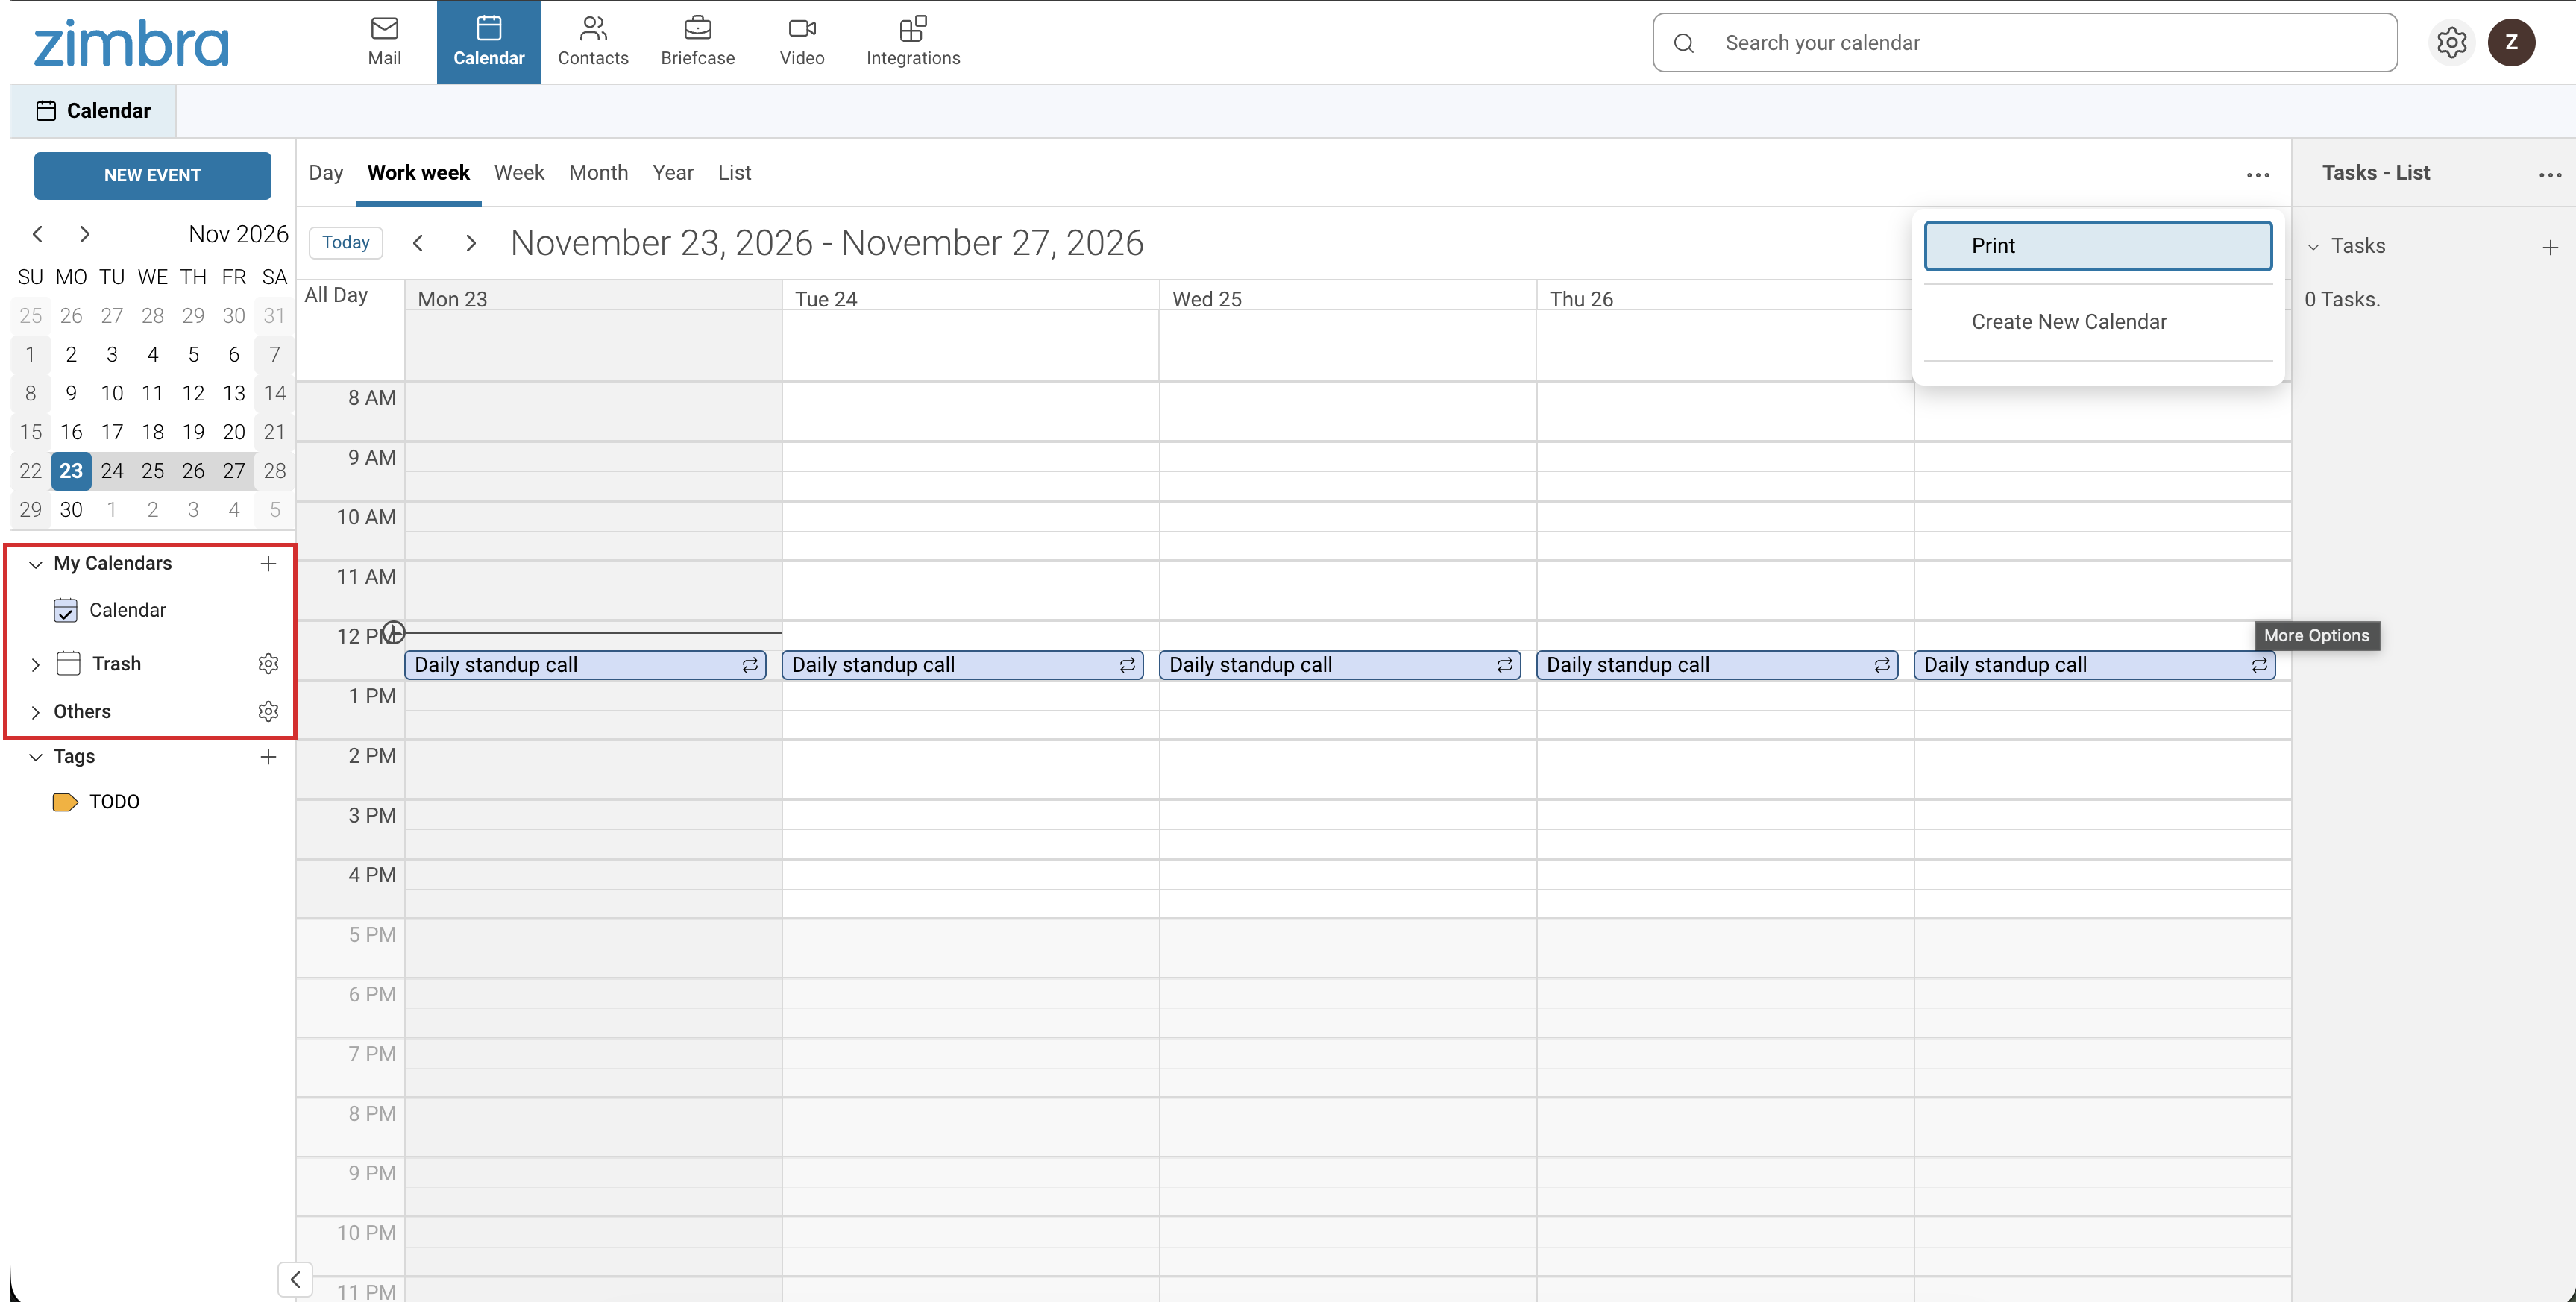 zimbra
Mail
Calendar
Contacts
Briefcase
Video
Integrations
Search your calendar
Z
Calendar
NEW EVENT
Nov 2026
SU MO TU WE TH FR SA
25 26 27 28 29 30 31
1 2 3 4 5 6 7
8 9 10 11 12 13 14
15 16 17 18 19 20 21
22 23 24 25 26 27 28
29 30 1 2 3 4 5
My Calendars
Calendar
Trash
Others
Tags
TODO
Day Work week Week Month Year List
Today
November 23, 2026 - November 27, 2026
All Day Mon 23 Tue 24 Wed 25 Thu 26
Print
Create New Calendar
8 AM
9 AM
10 AM
11 AM
12 PM
Daily standup call Daily standup call Daily standup call Daily standup call Daily standup call
1 PM
2 PM
3 PM
4 PM
5 PM
6 PM
7 PM
8 PM
9 PM
10 PM
11 PM
More Options
Tasks - List
Tasks
0 Tasks.